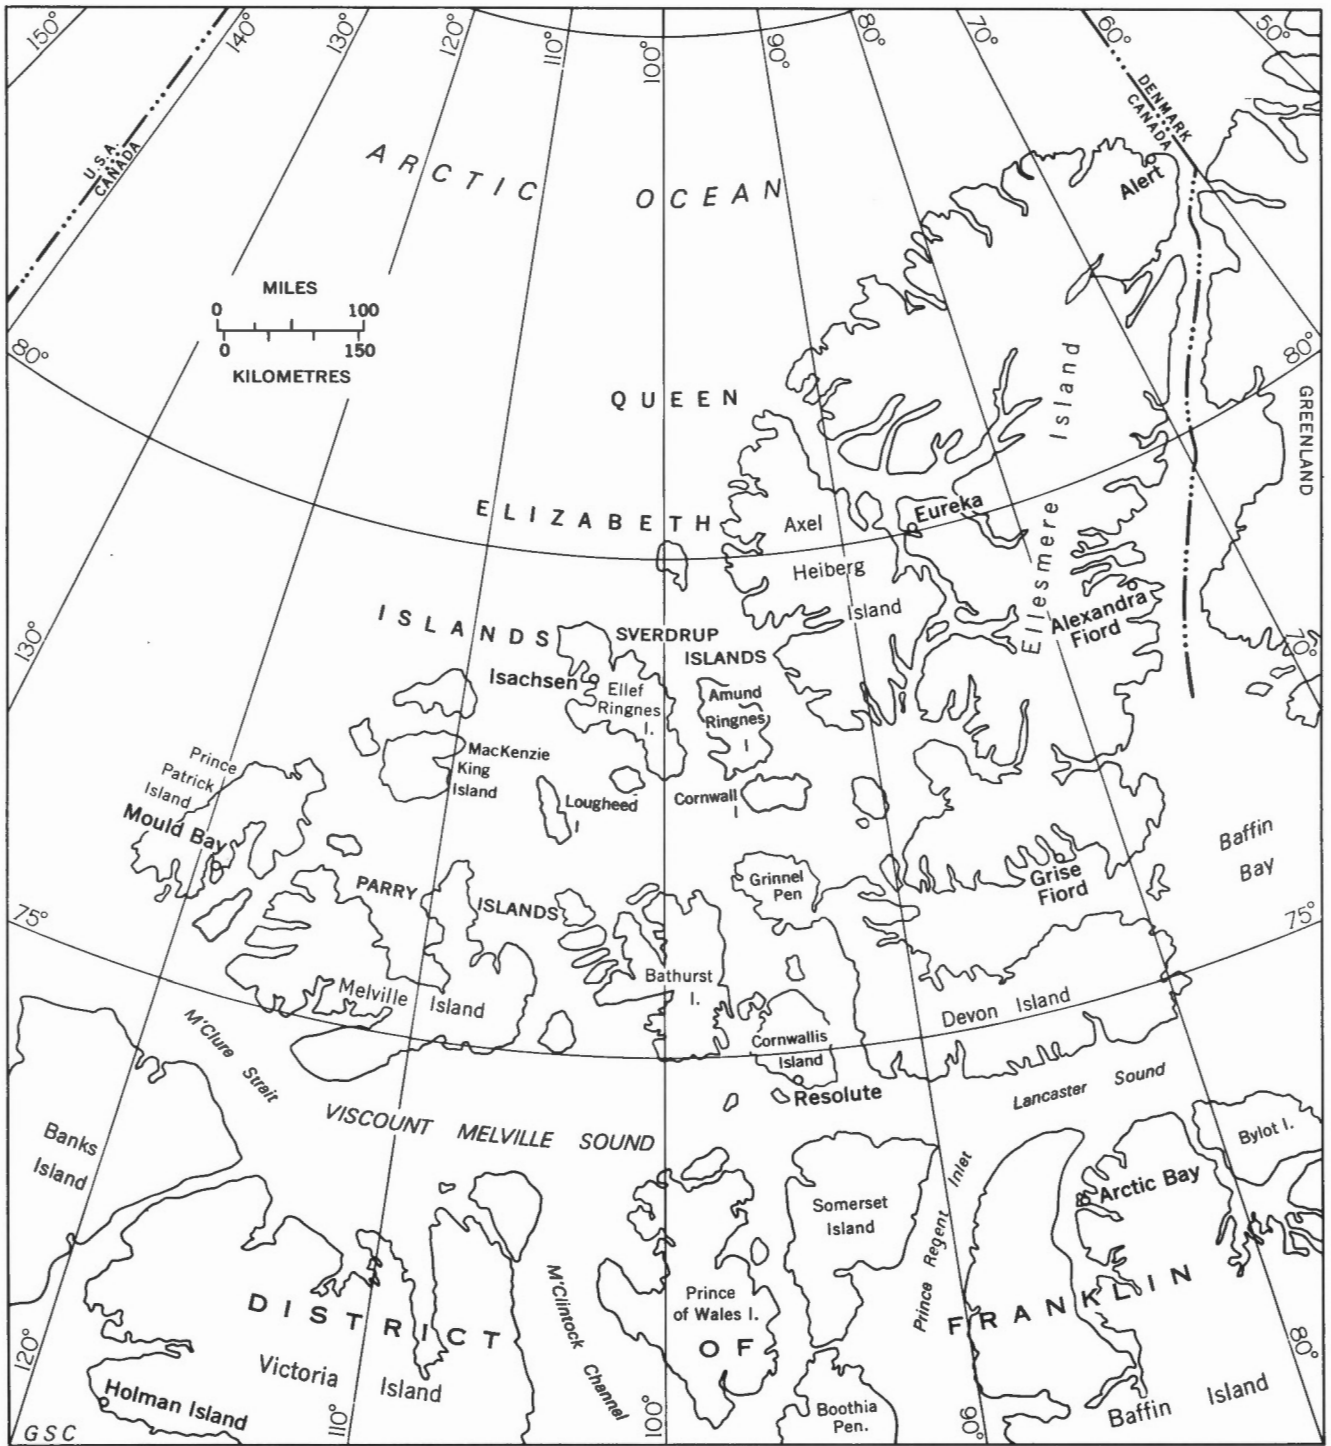 150°
140°
130°
120°
110°
100°
90°
80°
70°
60°
50°
U.S.A.
CANADA
DENMARK
CANADA
ARCTIC OCEAN
Alert
MILES
0 100
0 150
KILOMETRES
80°
80°
GREENLAND
QUEEN
ELIZABETH
ISLANDS
Axel
Heiberg
Island
Eureka
Ellesmere Island
Alexandra
Fiord
130°
70°
SVERDRUP
ISLANDS
Isachsen
Ellef
Ringnes
I.
Amund
Ringnes
I
MacKenzie
King
Island
Lougheed
I
Cornwall
I
Prince
Patrick
Island
Mould Bay
Baffin
Bay
Grinnel
Pen
Grise
Fiord
PARRY
ISLANDS
75°
75°
Melville Island
Bathurst
I.
Devon Island
Cornwallis
Island
Resolute
M'Clure Strait
Lancaster Sound
VISCOUNT MELVILLE SOUND
Banks
Island
Bylot I.
Arctic Bay
Somerset
Island
Prince Regent Inlet
M'Clintock Channel
Prince
of Wales I.
DISTRICT
OF
FRANKLIN
Victoria Island
Holman Island
Boothia
Pen.
Baffin Island
120°
110°
100°
90°
80°
GSC